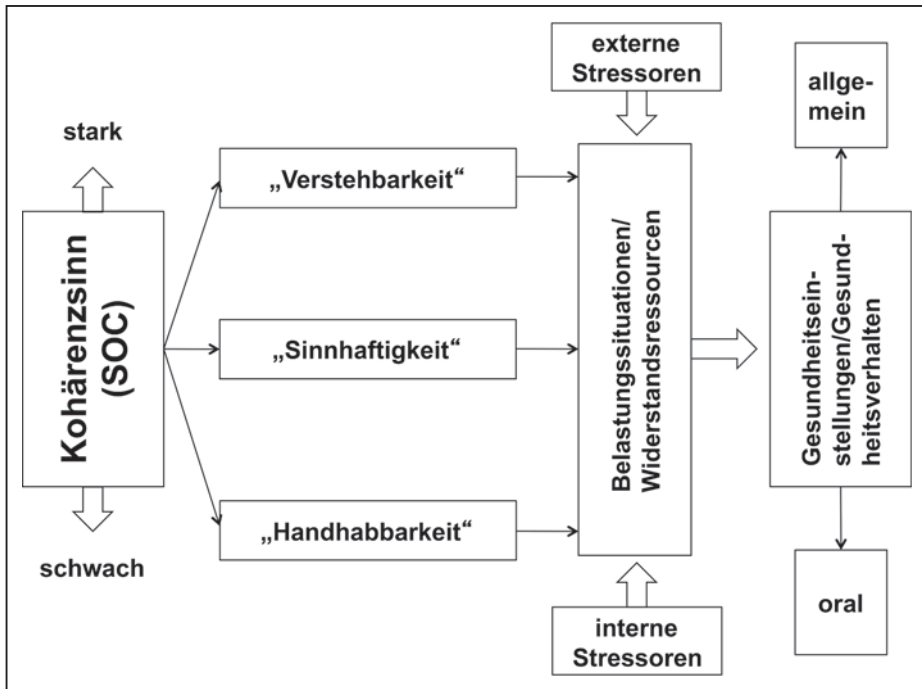 stark
Kohärenzsinn
(SOC)
schwach
„Verstehbarkeit“
„Sinnhaftigkeit“
„Handhabbarkeit“
externe
Stressoren
Belastungssituationen/
Widerstandsressourcen
interne
Stressoren
allge-
mein
Gesundheitsein-
stellungen/Gesund-
heitsverhalten
oral